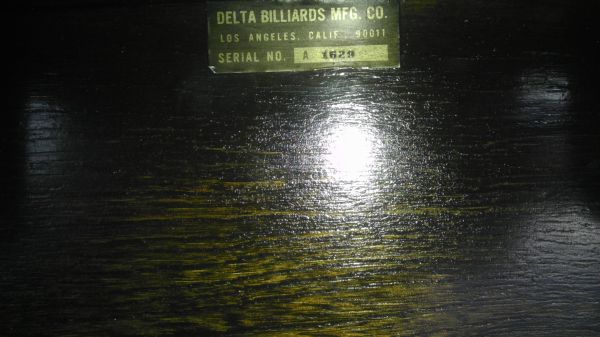 DELTA BILLIARDS MFG. CO.
LOS ANGELES, CALIF. 90011
SERIAL NO. A 1629